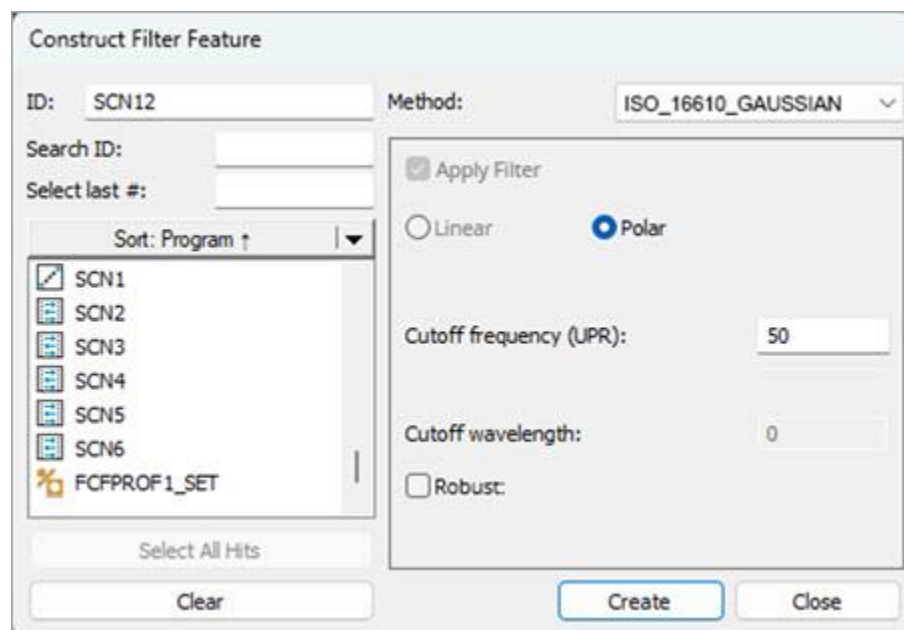 Construct Filter Feature
ID: SCN12
Method: ISO_16610_GAUSSIAN
Search ID:
Select last #:
Sort: Program ↑
SCN1
SCN2
SCN3
SCN4
SCN5
SCN6
FCFPROF1_SET
Select All Hits
Clear
Apply Filter
Linear Polar
Cutoff frequency (UPR): 50
Cutoff wavelength: 0
Robust:
Create Close